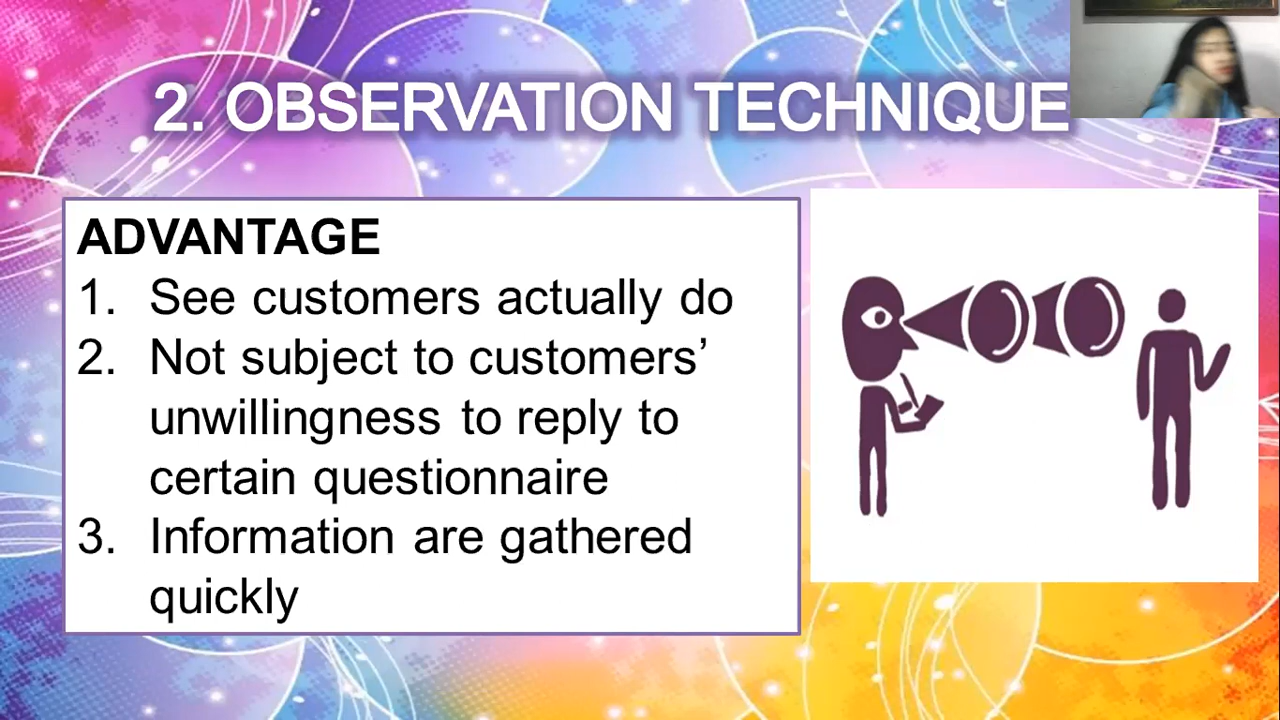 2. OBSERVATION TECHNIQUE
ADVANTAGE
1. See customers actually do
2. Not subject to customers’
unwillingness to reply to
certain questionnaire
3. Information are gathered
quickly